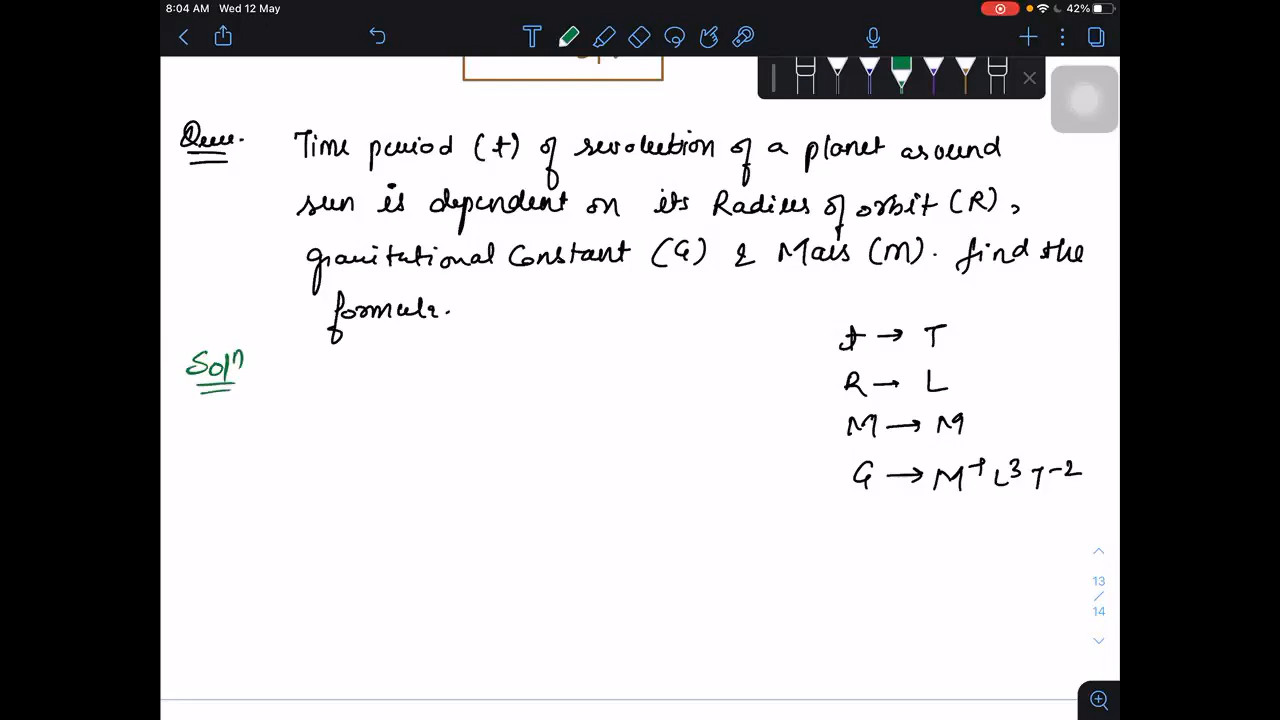 8:04 AM Wed 12 May
42%
Ques.
Time period (t) of revolution of a planet around
sun is dependent on its Radius of orbit (R),
gravitational Constant (G) & Mass (M). find the
formula.
t → T
Solⁿ
R → L
M → M
G → M⁻¹ L³ T⁻²
13
/
14